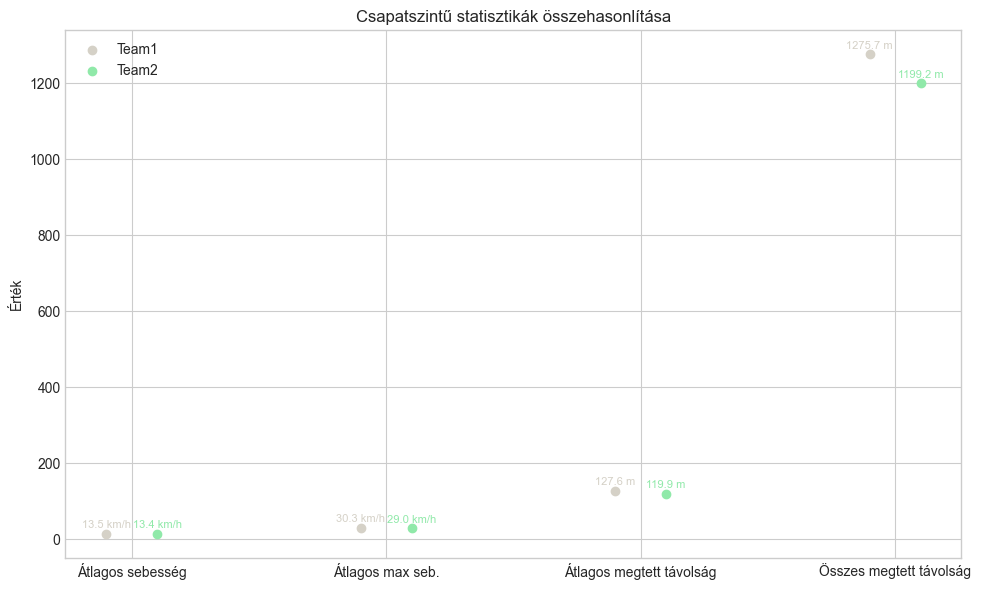 Csapatszintű statisztikák összehasonlítása
Team1
Team2
Érték
1200
1000
800
600
400
200
0
1275.7 m
1199.2 m
127.6 m
119.9 m
30.3 km/h
29.0 km/h
13.5 km/h
13.4 km/h
Átlagos sebesség
Átlagos max seb.
Átlagos megtett távolság
Összes megtett távolság